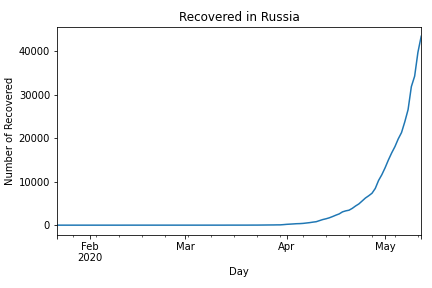 Recovered in Russia
Number of Recovered
40000
30000
20000
10000
0
Feb
2020
Mar
Apr
May
Day